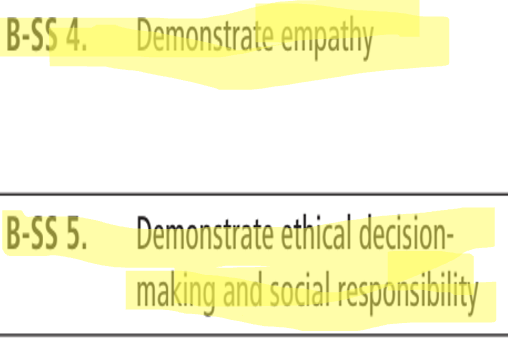 B-SS 4. Demonstrate empathy
B-SS 5. Demonstrate ethical decision-
making and social responsibility